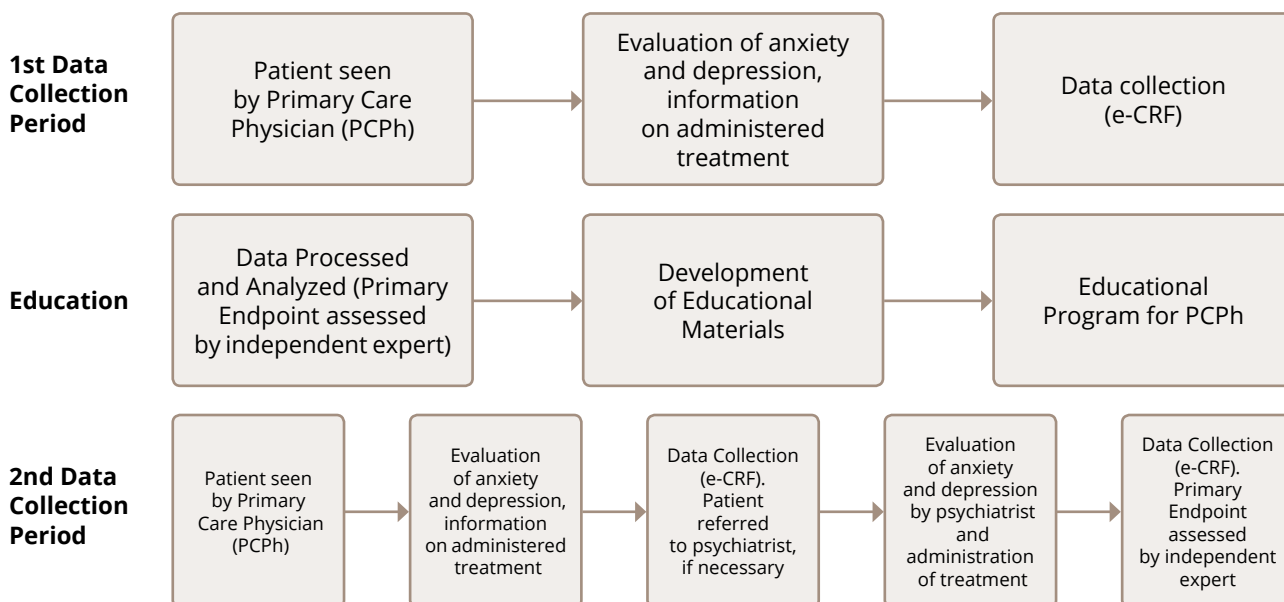 1st Data
Collection
Period
Patient seen
by Primary Care
Physician (PCPh)
Evaluation of anxiety
and depression,
information
on administered
treatment
Data collection
(e-CRF)
Education
Data Processed
and Analyzed (Primary
Endpoint assessed
by independent expert)
Development
of Educational
Materials
Educational
Program for PCPh
2nd Data
Collection
Period
Patient seen
by Primary
Care Physician
(PCPh)
Evaluation
of anxiety
and depression,
information
on administered
treatment
Data Collection
(e-CRF).
Patient
referred
to psychiatrist,
if necessary
Evaluation
of anxiety
and depression
by psychiatrist
and
administration
of treatment
Data Collection
(e-CRF).
Primary
Endpoint
assessed
by independent
expert